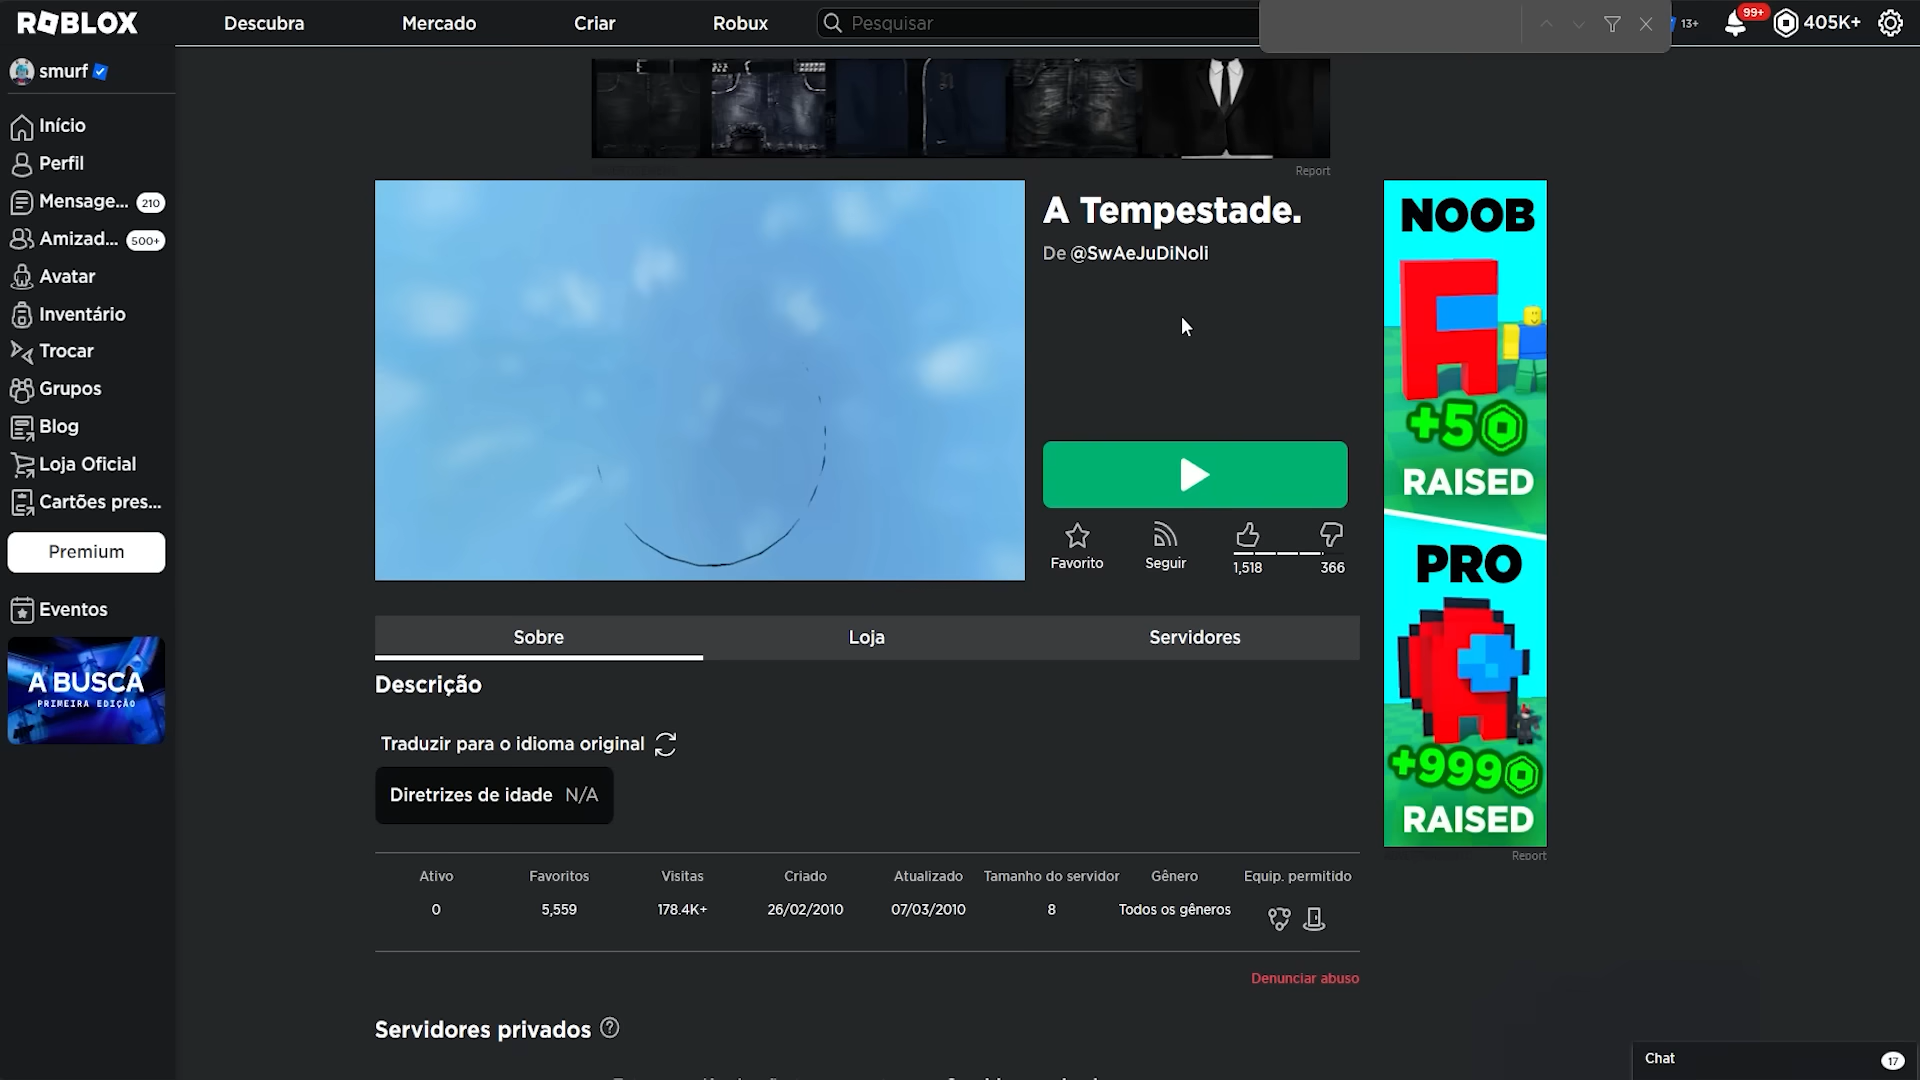 ROBLOX
Descubra
Mercado
Criar
Robux
Pesquisar
13+
99+
405K+
smurf
Início
Perfil
Mensage... 210
Amizad... 500+
Avatar
Inventário
Trocar
Grupos
Blog
Loja Oficial
Cartões pres...
Premium
Eventos
A BUSCA
PRIMEIRA EDIÇÃO
Report
A Tempestade.
De @SwAeJuDiNoIi
Favorito
Seguir
1,518
366
NOOB
+5
RAISED
PRO
+999
RAISED
Report
Sobre
Loja
Servidores
Descrição
Traduzir para o idioma original
Diretrizes de idade N/A
Ativo Favoritos Visitas Criado Atualizado Tamanho do servidor Gênero Equip. permitido
0 5,559 178.4K+ 26/02/2010 07/03/2010 8 Todos os gêneros
Denunciar abuso
Servidores privados
Chat 17